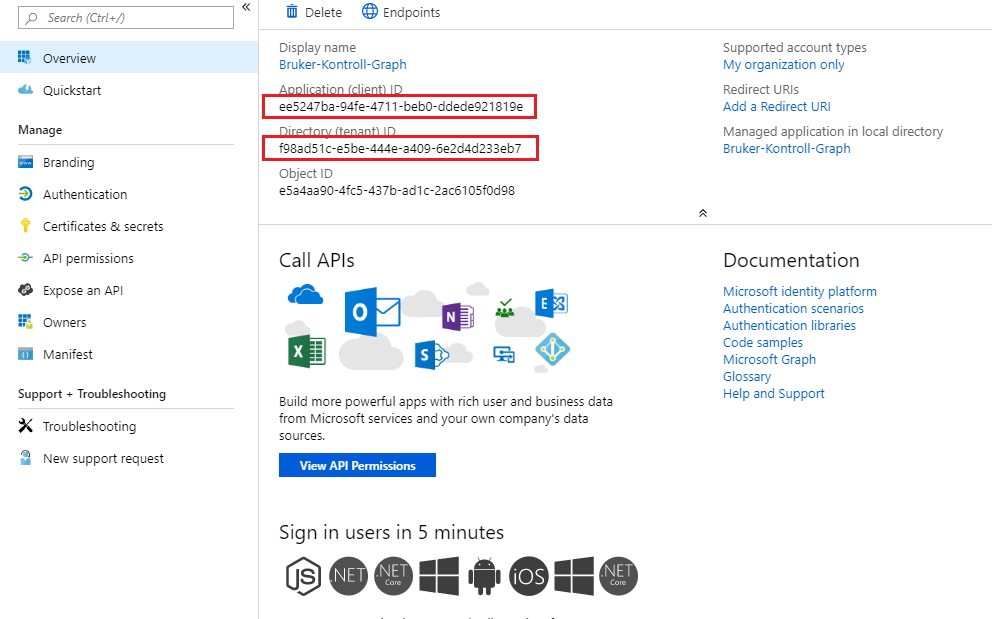 Search (Ctrl+/)
«
Overview
Quickstart
Manage
Branding
Authentication
Certificates & secrets
API permissions
Expose an API
Owners
Manifest
Support + Troubleshooting
Troubleshooting
New support request
Delete
Endpoints
Display name
Bruker-Kontroll-Graph
Application (client) ID
ee5247ba-94fe-4711-beb0-ddede921819e
Directory (tenant) ID
f98ad51c-e5be-444e-a409-6e2d4d233eb7
Object ID
e5a4aa90-4fc5-437b-ad1c-2ac6105f0d98
Supported account types
My organization only
Redirect URIs
Add a Redirect URI
Managed application in local directory
Bruker-Kontroll-Graph
Call APIs
O
N
E
X
S
Build more powerful apps with rich user and business data
from Microsoft services and your own company's data
sources.
View API Permissions
Documentation
Microsoft identity platform
Authentication scenarios
Authentication libraries
Code samples
Microsoft Graph
Glossary
Help and Support
Sign in users in 5 minutes
JS
.NET
.NET
Core
iOS
.NET
Core